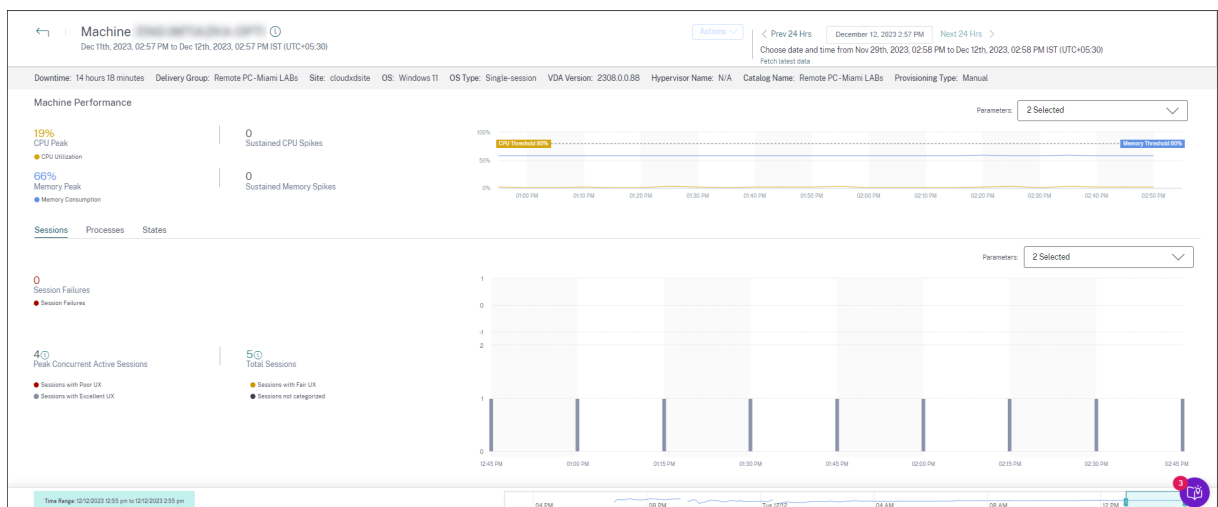 Machine
Actions
Prev 24 Hrs
December 12, 2023 2:57 PM
Next 24 Hrs
Dec 11th, 2023, 02:57 PM to Dec 12th, 2023, 02:57 PM IST (UTC+05:30)
Choose date and time from Nov 29th, 2023, 02:58 PM to Dec 12th, 2023, 02:58 PM IST (UTC+05:30)
Fetch latest data
Downtime: 14 hours 18 minutes Delivery Group: Remote PC-Miami LABs Site: cloudxdsite OS: Windows 11 OS Type: Single-session VDA Version: 2308.0.0.88 Hypervisor Name: N/A Catalog Name: Remote PC-Miami LABs Provisioning Type: Manual
Machine Performance
Parameters: 2 Selected
19%
CPU Peak
CPU Utilization
0
Sustained CPU Spikes
66%
Memory Peak
Memory Consumption
0
Sustained Memory Spikes
100%
CPU Threshold 80%
Memory Threshold 80%
50%
0%
01:00 PM 01:10 PM 01:20 PM 01:30 PM 01:40 PM 01:50 PM 02:00 PM 02:10 PM 02:20 PM 02:30 PM 02:40 PM 02:50 PM
Sessions Processes States
Parameters: 2 Selected
0
Session Failures
Session Failures
1
0
-1
4
Peak Concurrent Active Sessions
5
Total Sessions
Sessions with Poor UX
Sessions with Fair UX
Sessions with Excellent UX
Sessions not categorized
2
1
0
12:45 PM 01:00 PM 01:15 PM 01:30 PM 01:45 PM 02:00 PM 02:15 PM 02:30 PM 02:45 PM
Time Range: 12/12/2023 12:55 pm to 12/12/2023 2:55 pm
04 PM 08 PM Tue 12/12 04 AM 08 AM 12 PM
3